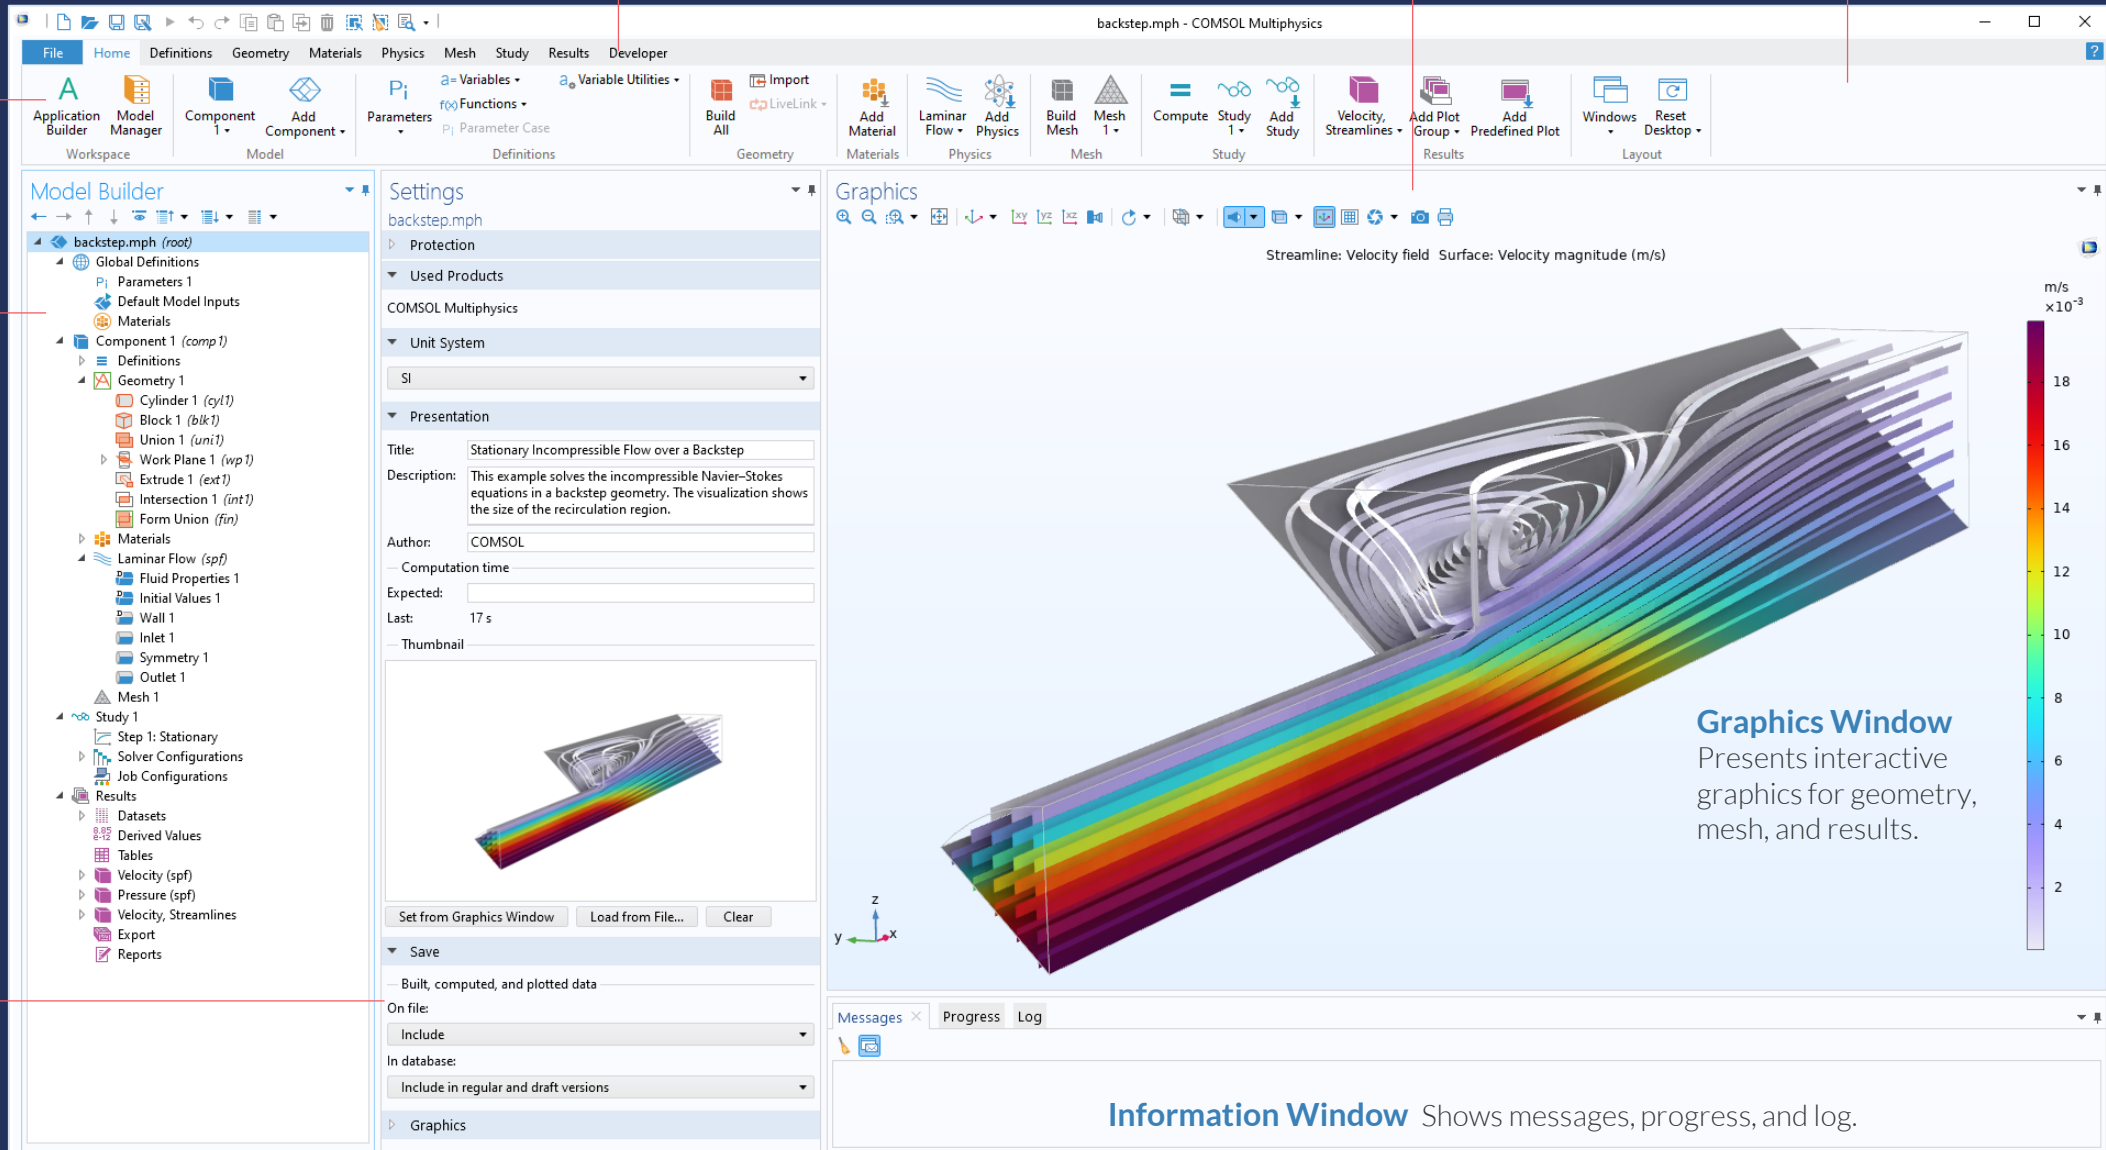 backstep.mph - COMSOL Multiphysics
File Home Definitions Geometry Materials Physics Mesh Study Results Developer
?
Application Builder
Model Manager
Workspace
Component 1
Add Component
Model
Pi
Parameters
a= Variables
f(x) Functions
Pi Parameter Case
a Variable Utilities
Definitions
Build All
Import
LiveLink
Geometry
Add Material
Materials
Laminar Flow
Add Physics
Physics
Build Mesh
Mesh 1
Mesh
Compute
Study 1
Add Study
Study
Velocity, Streamlines
Add Plot Group
Add Predefined Plot
Results
Windows
Reset Desktop
Layout
Model Builder
backstep.mph (root)
Global Definitions
Pi Parameters 1
Default Model Inputs
Materials
Component 1 (comp1)
Definitions
Geometry 1
Cylinder 1 (cyl1)
Block 1 (blk1)
Union 1 (uni1)
Work Plane 1 (wp1)
Extrude 1 (ext1)
Intersection 1 (int1)
Form Union (fin)
Materials
Laminar Flow (spf)
Fluid Properties 1
Initial Values 1
Wall 1
Inlet 1
Symmetry 1
Outlet 1
Mesh 1
Study 1
Step 1: Stationary
Solver Configurations
Job Configurations
Results
Datasets
8.85 e-12 Derived Values
Tables
Velocity (spf)
Pressure (spf)
Velocity, Streamlines
Export
Reports
Settings
backstep.mph
Protection
Used Products
COMSOL Multiphysics
Unit System
SI
Presentation
Title: Stationary Incompressible Flow over a Backstep
Description: This example solves the incompressible Navier–Stokes
equations in a backstep geometry. The visualization shows
the size of the recirculation region.
Author: COMSOL
Computation time
Expected:
Last: 17 s
Thumbnail
Set from Graphics Window Load from File... Clear
Save
Built, computed, and plotted data
On file:
Include
In database:
Include in regular and draft versions
Graphics
Graphics
xy yz xz
Streamline: Velocity field Surface: Velocity magnitude (m/s)
m/s
×10-3
18
16
14
12
10
8
6
4
2
z
y x
Graphics Window
Presents interactive
graphics for geometry,
mesh, and results.
Messages Progress Log
Information Window Shows messages, progress, and log.